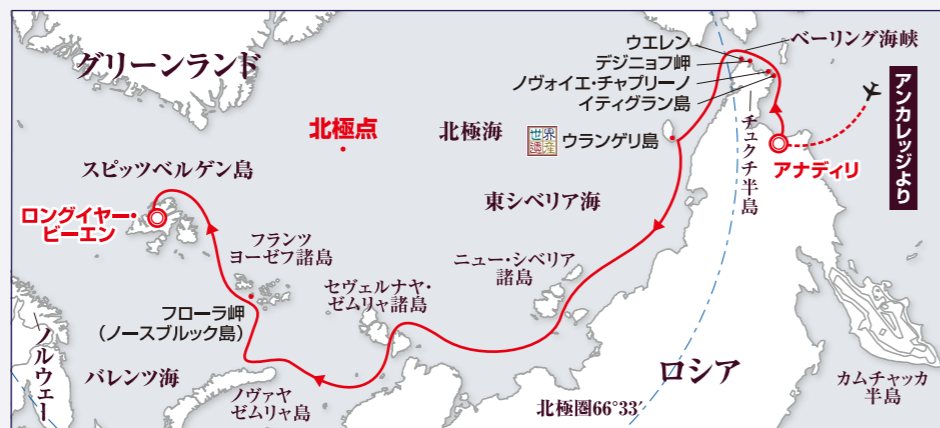 グリーンランド
北極点
北極海
スピッツベルゲン島
ロングイヤー・
ビーエン
フランツ
ヨーゼフ諸島
フローラ岬
(ノースブルック島)
セヴェルナヤ・
ゼムリャ諸島
ノルウェー
バレンツ海
ノヴァヤ
ゼムリャ島
ウエレン
デジニョフ岬
ノヴォイエ・チャプリーノ
イティグラン島
ベーリング海峡
世界遺産
ウランゲリ島
チュクチ半島
アナディリ
アンカレッジより
東シベリア海
ニュー・シベリア
諸島
ロシア
カムチャッカ
半島
北極圏66°33′